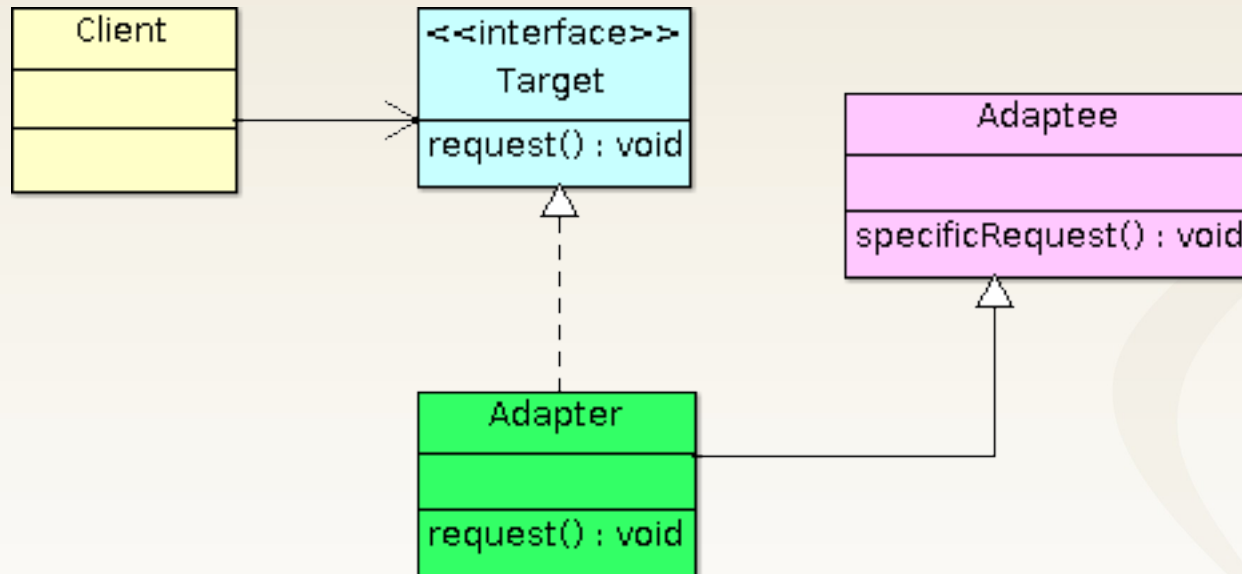 Client
<<interface>>
Target
request() : void
Adaptee
specificRequest() : void
Adapter
request() : void